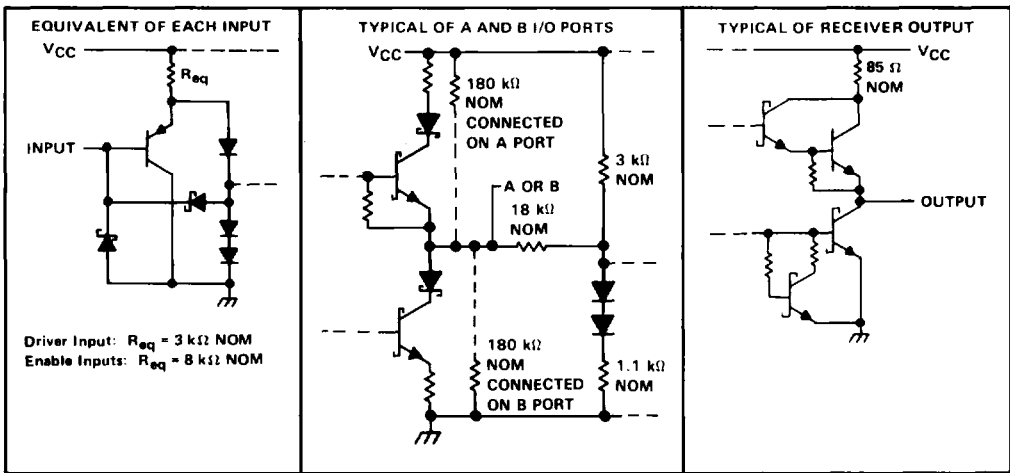 EQUIVALENT OF EACH INPUT
VCC
Req
INPUT
Driver Input: Req = 3 kΩ NOM
Enable Inputs: Req = 8 kΩ NOM
TYPICAL OF A AND B I/O PORTS
VCC
180 kΩ
NOM
CONNECTED
ON A PORT
3 kΩ
NOM
A OR B
18 kΩ
NOM
180 kΩ
NOM
CONNECTED
ON B PORT
1.1 kΩ
NOM
TYPICAL OF RECEIVER OUTPUT
VCC
85 Ω
NOM
OUTPUT